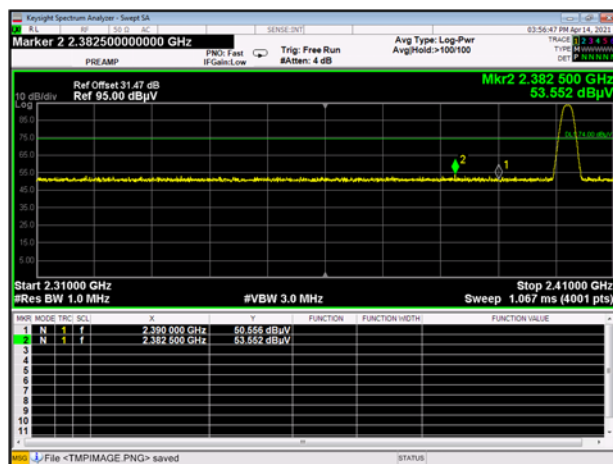 Keysight Spectrum Analyzer - Swept SA
RL RF 50 Ω AC SENSE:INT 03:56:47 PM Apr 14, 2021
Marker 2 2.382500000000 GHz
PREAMP
PNO: Fast
IFGain:Low
Trig: Free Run
#Atten: 4 dB
Avg Type: Log-Pwr
Avg|Hold:>100/100
TRACE
TYPE
DET
Mkr2 2.382 500 GHz
53.552 dBµV
Ref Offset 31.47 dB
10 dB/div Ref 95.00 dBµV
Log
85.0
75.0
DL1 74.00 dBµV
65.0
2
1
55.0
45.0
35.0
25.0
15.0
5.00
Start 2.31000 GHz Stop 2.41000 GHz
#Res BW 1.0 MHz #VBW 3.0 MHz Sweep 1.067 ms (4001 pts)
MKR MODE TRC SCL X Y FUNCTION FUNCTION WIDTH FUNCTION VALUE
1 N 1 f 2.390 000 GHz 50.556 dBµV
2 N 1 f 2.382 500 GHz 53.552 dBµV
3
4
5
6
7
8
9
10
11
MSG File <TMPIMAGE.PNG> saved STATUS